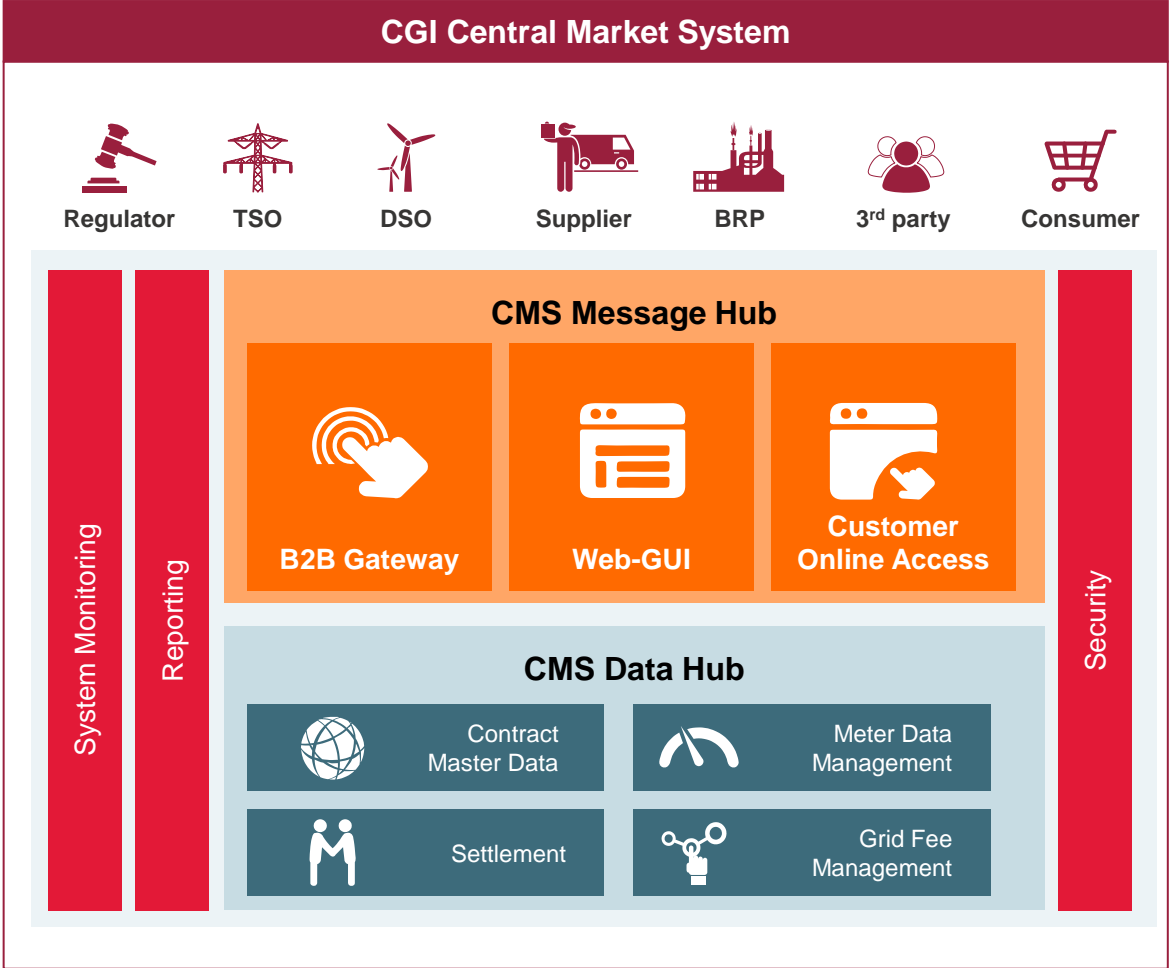 CGI Central Market System
Regulator
TSO
DSO
Supplier
BRP
3rd party
Consumer
System Monitoring
Reporting
CMS Message Hub
B2B Gateway
Web-GUI
Customer
Online Access
CMS Data Hub
Contract
Master Data
Meter Data
Management
Settlement
Grid Fee
Management
Security